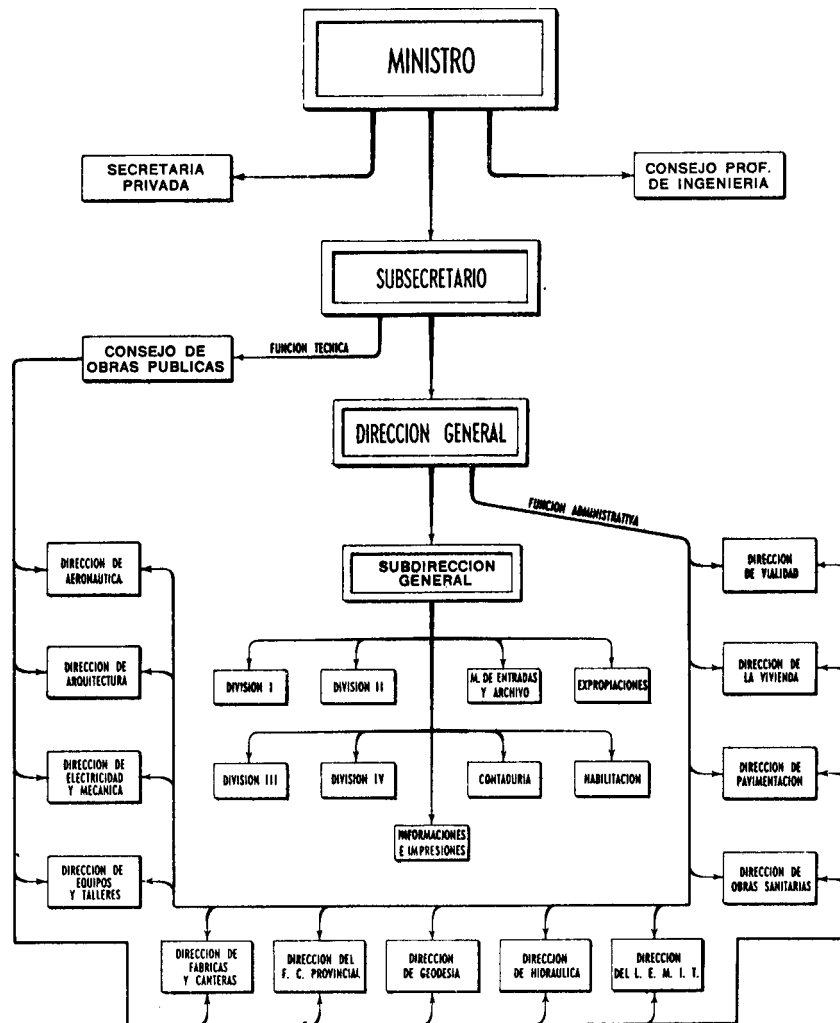 MINISTRO
SECRETARIA
PRIVADA
CONSEJO PROF.
DE INGENIERIA
SUBSECRETARIO
CONSEJO DE
OBRAS PUBLICAS
FUNCION TECNICA
DIRECCION GENERAL
FUNCION ADMINISTRATIVA
SUBDIRECCION
GENERAL
DIRECCION DE
AERONAUTICA
DIRECCION
DE VIALIDAD
DIRECCION DE
ARQUITECTURA
DIVISION I
DIVISION II
M. DE ENTRADAS
Y ARCHIVO
EXPROPIACIONES
DIRECCION DE
LA VIVIENDA
DIRECCION DE
ELECTRICIDAD
Y MECANICA
DIVISION III
DIVISION IV
CONTADURIA
HABILITACION
DIRECCION DE
PAVIMENTACION
INFORMACIONES
E IMPRESIONES
DIRECCION DE
EQUIPOS
Y TALLERES
DIRECCION DE
OBRAS SANITARIAS
DIRECCION DE
FABRICAS
Y CANTERAS
DIRECCION DEL
F. C. PROVINCIAL
DIRECCION
DE GEODESIA
DIRECCION
DE HIDRAULICA
DIRECCION
DEL L. E. M. I. T.